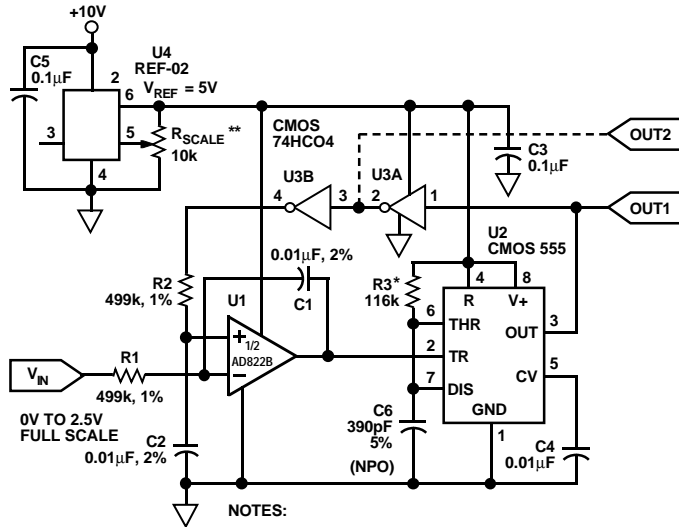 +10V
C5
0.1μF
U4
REF-02
VREF = 5V
2
6
3
5
4
RSCALE **
10k
CMOS
74HCO4
OUT2
C3
0.1μF
U3B
4
3
U3A
2
1
OUT1
U2
CMOS 555
0.01μF, 2%
C1
R2
499k, 1%
R3*
116k
4
8
R
V+
6
THR
OUT
3
U1
+
1/2
AD822B
−
2
TR
CV
5
7
DIS
GND
1
VIN
R1
499k, 1%
0V TO 2.5V
FULL SCALE
C2
0.01μF, 2%
C6
390pF
5%
(NPO)
C4
0.01μF
NOTES: